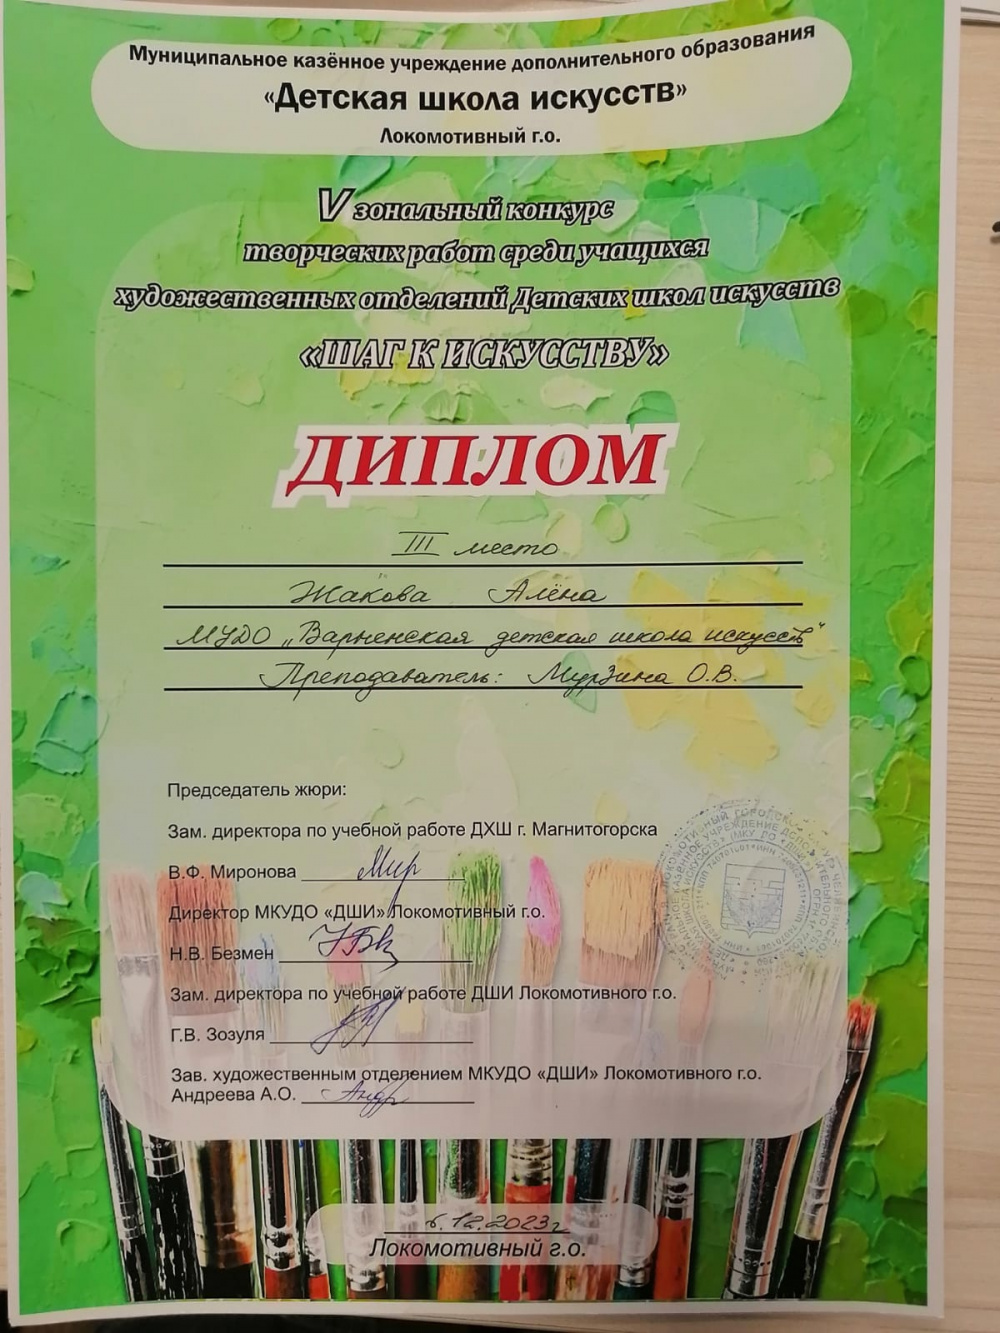 Муниципальное казённое учреждение дополнительного образования
«Детская школа искусств»
Локомотивный г.о.
V зональный конкурс
творческих работ среди учащихся
художественных отделений Детских школ искусств
«ШАГ К ИСКУССТВУ»
ДИПЛОМ
III место
Жакова Алёна
МУДО „Варненская детская школа искусств"
Преподаватель: Мурзина О.В.
Председатель жюри:
Зам. директора по учебной работе ДХШ г. Магнитогорска
В.Ф. Миронова
Директор МКУДО «ДШИ» Локомотивный г.о.
Н.В. Безмен
Зам. директора по учебной работе ДШИ Локомотивного г.о.
Г.В. Зозуля
Зав. художественным отделением МКУДО «ДШИ» Локомотивного г.о.
Андреева А.О.
6.12.2023г
Локомотивный г.о.